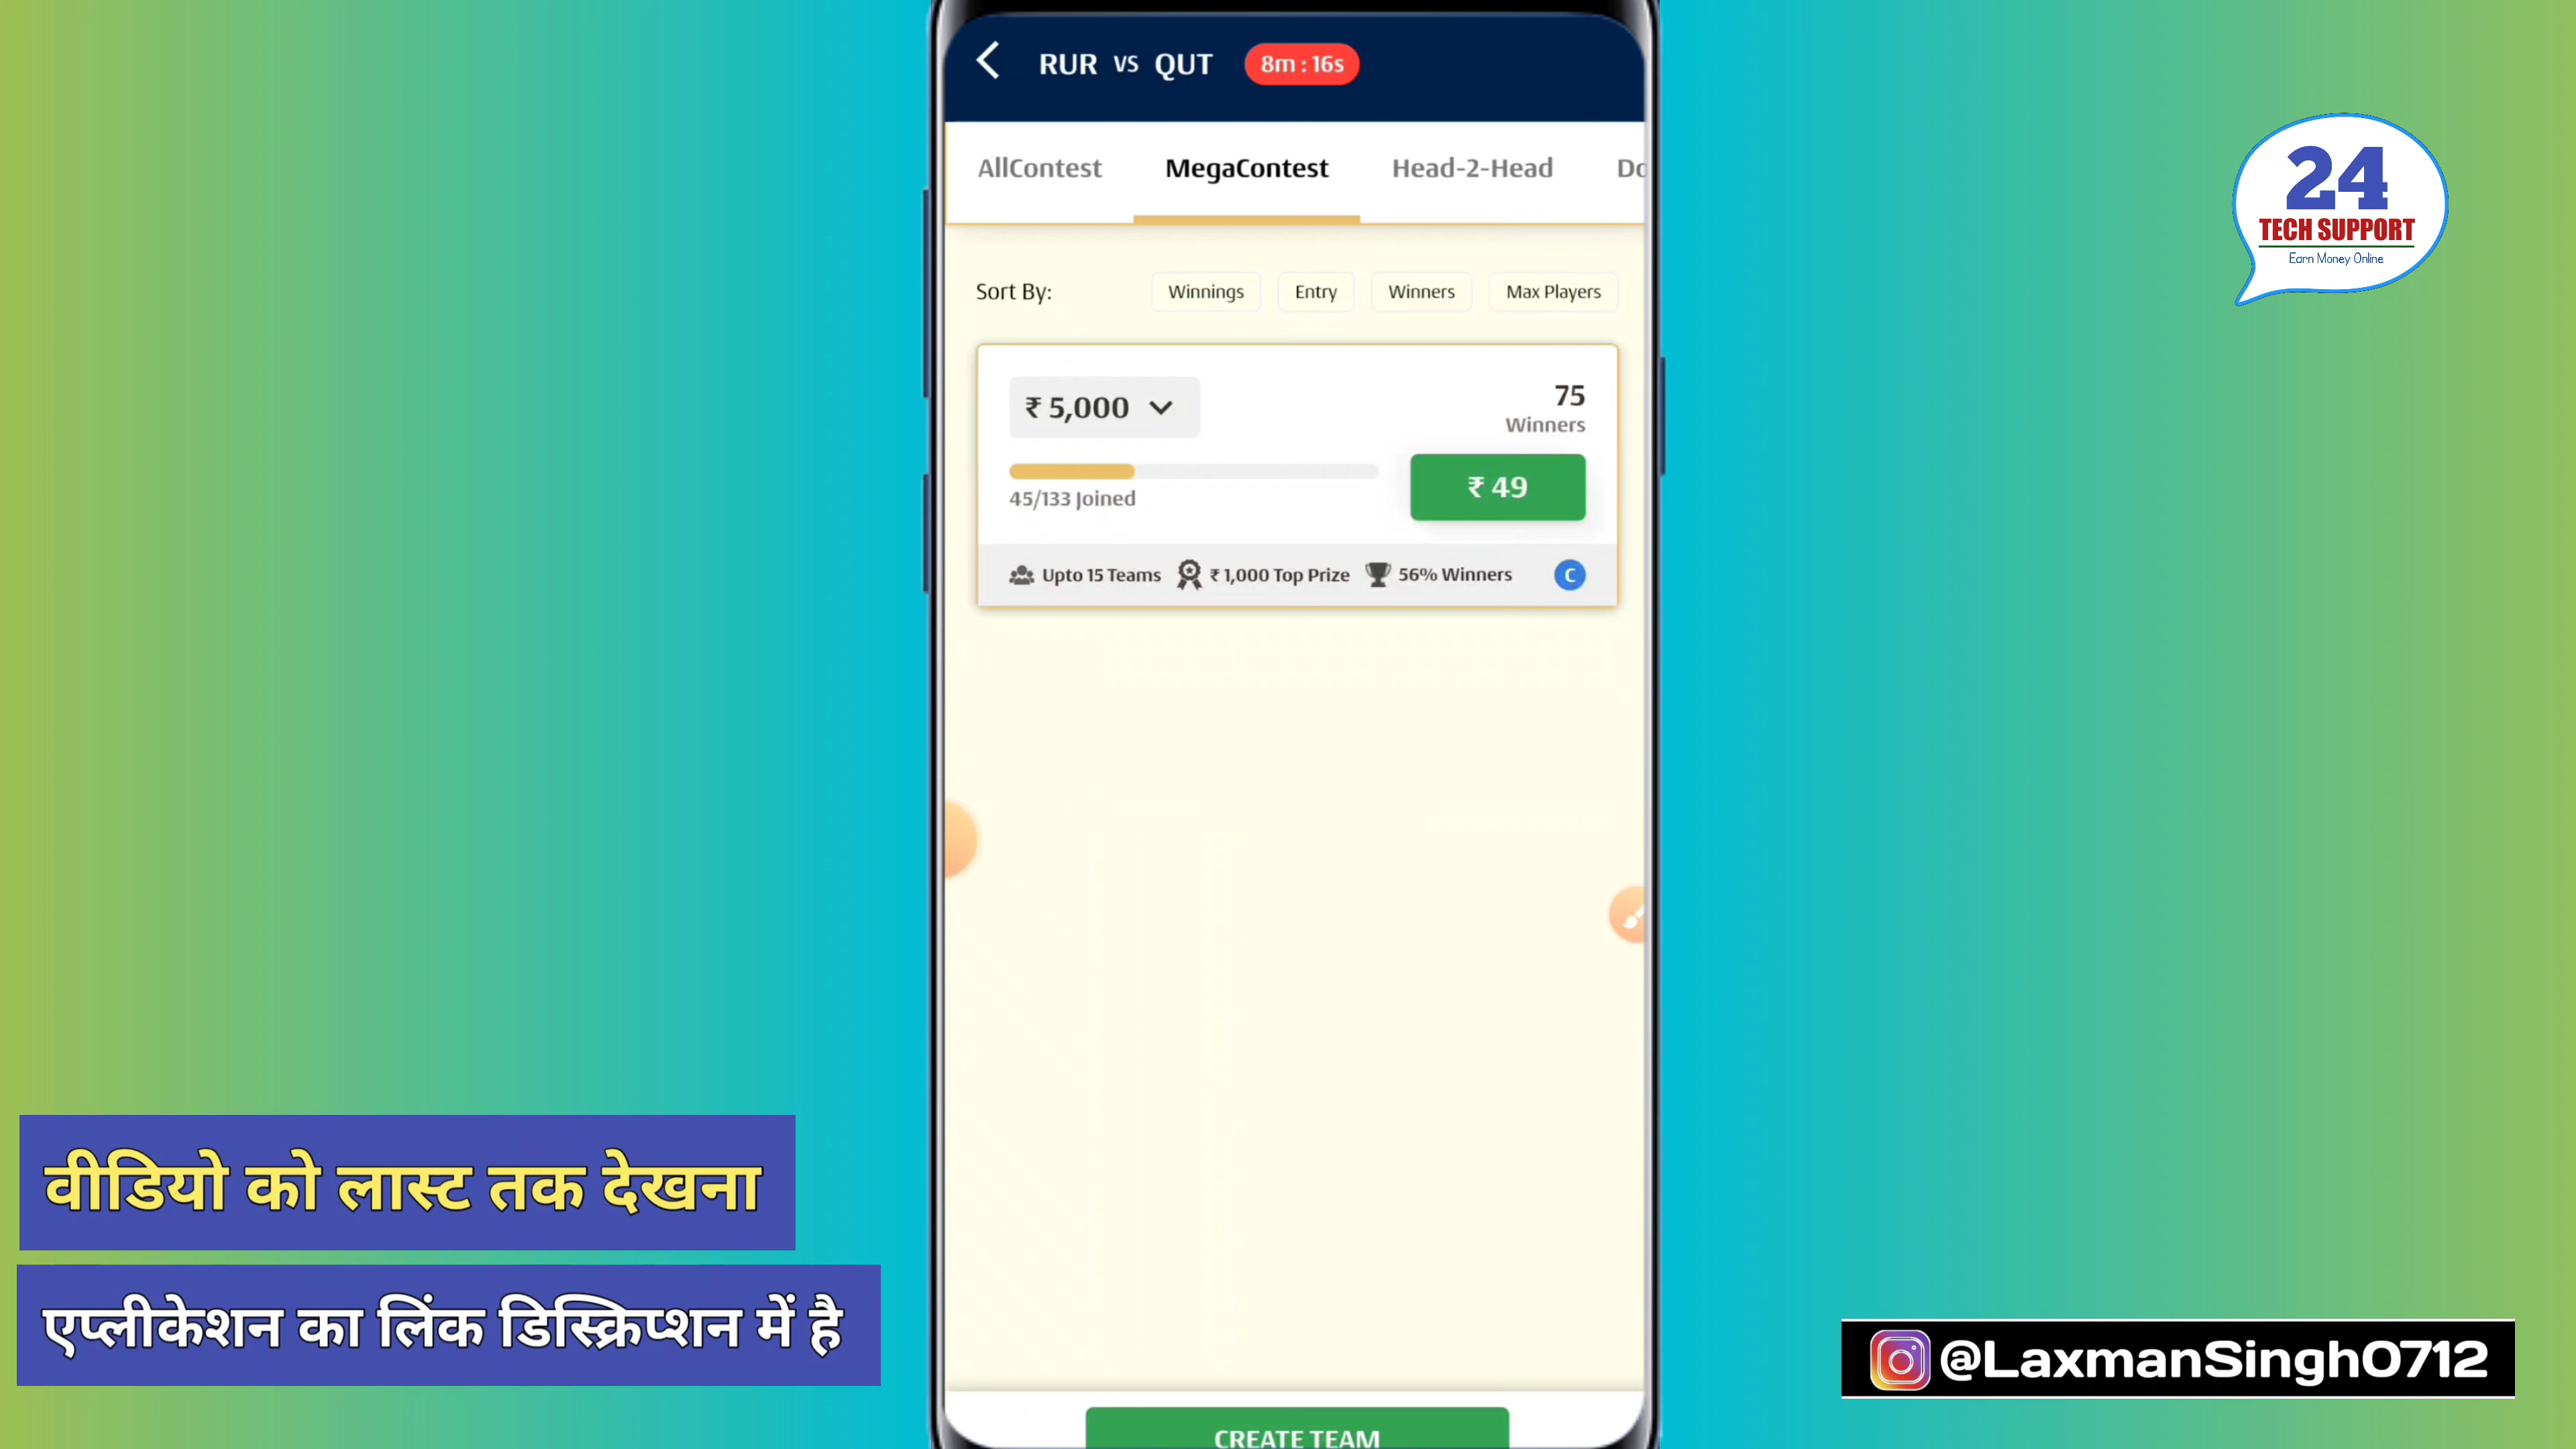 RUR VS QUT 8m : 16s
AllContest MegaContest Head-2-Head
Sort By: Winnings Entry Winners Max Players
₹ 5,000
75
Winners
45/133 Joined
₹ 49
Upto 15 Teams ₹ 1,000 Top Prize 56% Winners C
CREATE TEAM
24
TECH SUPPORT
Earn Money Online
वीडियो को लास्ट तक देखना
एप्लीकेशन का लिंक डिस्क्रिप्शन में है
@LaxmanSingh0712